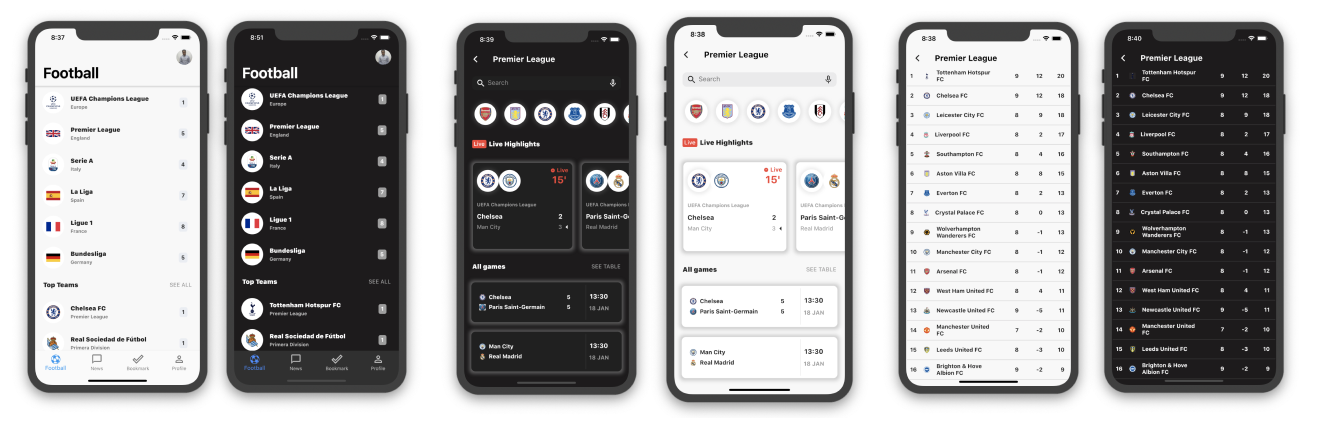 8:37
Football
UEFA Champions League 1
Europe
Premier League 5
England
Serie A 4
Italy
La Liga 7
Spain
Ligue 1 8
France
Bundesliga 5
Germany
Top Teams SEE ALL
Chelsea FC 1
Premier League
Real Sociedad de Fútbol 1
Primera Division
Football News Bookmark Profile
8:51
Football
UEFA Champions League 1
Europe
Premier League 5
England
Serie A 4
Italy
La Liga 7
Spain
Ligue 1 8
France
Bundesliga 5
Germany
Top Teams SEE ALL
Tottenham Hotspur FC 1
Premier League
Real Sociedad de Fútbol 1
Primera Division
Football News Bookmark Profile
8:39
Premier League
Search
Live Live Highlights
Live
15'
UEFA Champions League UEFA Champions
Chelsea 2 Paris Saint-G
Man City 3 Real Madrid
All games SEE TABLE
Chelsea 5 13:30
Paris Saint-Germain 5 18 JAN
Man City 13:30
Real Madrid 18 JAN
8:38
Premier League
Search
Live Live Highlights
Live
15'
UEFA Champions League UEFA Champions
Chelsea 2 Paris Saint-G
Man City 3 Real Madrid
All games SEE TABLE
Chelsea 5 13:30
Paris Saint-Germain 5 18 JAN
Man City 13:30
Real Madrid 18 JAN
8:38
Premier League
1 Tottenham Hotspur FC 9 12 20
2 Chelsea FC 9 12 18
3 Leicester City FC 8 9 18
4 Liverpool FC 8 2 17
5 Southampton FC 8 4 16
6 Aston Villa FC 8 8 15
7 Everton FC 8 2 13
8 Crystal Palace FC 8 0 13
9 Wolverhampton Wanderers FC 8 -1 13
10 Manchester City FC 8 -1 12
11 Arsenal FC 8 -1 12
12 West Ham United FC 8 4 11
13 Newcastle United FC 9 -5 11
14 Manchester United FC 7 -2 10
15 Leeds United FC 8 -3 10
16 Brighton & Hove Albion FC 9 -2 9
8:40
Premier League
1 Tottenham Hotspur FC 9 12 20
2 Chelsea FC 9 12 18
3 Leicester City FC 8 9 18
4 Liverpool FC 8 2 17
5 Southampton FC 8 4 16
6 Aston Villa FC 8 8 15
7 Everton FC 8 2 13
8 Crystal Palace FC 8 0 13
9 Wolverhampton Wanderers FC 8 -1 13
10 Manchester City FC 8 -1 12
11 Arsenal FC 8 -1 12
12 West Ham United FC 8 4 11
13 Newcastle United FC 9 -5 11
14 Manchester United FC 7 -2 10
15 Leeds United FC 8 -3 10
16 Brighton & Hove Albion FC 9 -2 9